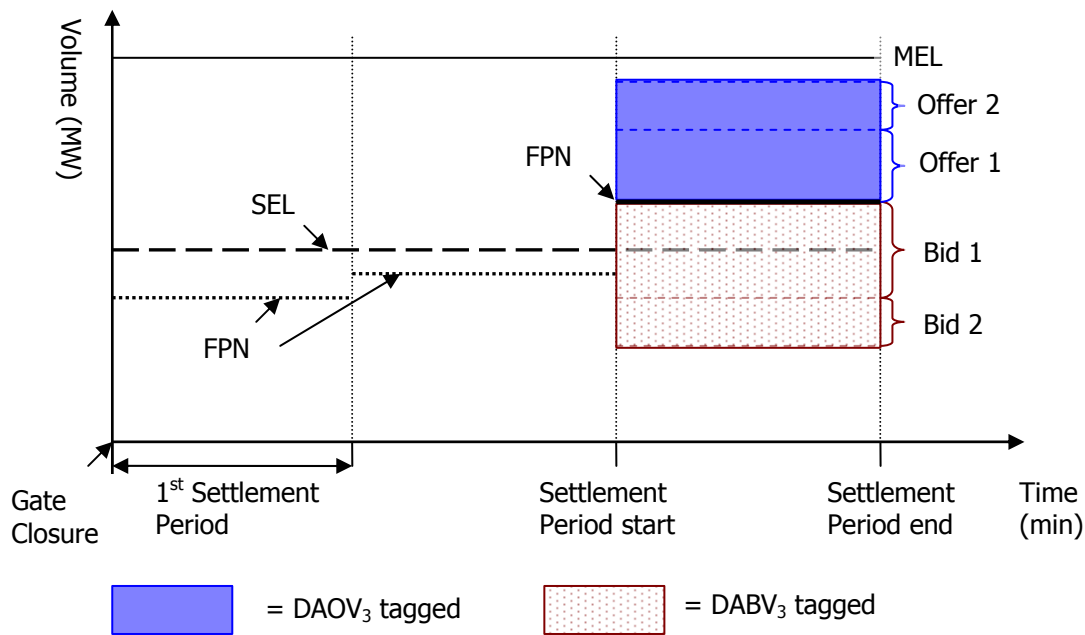 Volume (MW)
MEL
Offer 2
FPN
Offer 1
SEL
Bid 1
Bid 2
FPN
Gate
Closure
1st Settlement
Period
Settlement
Period start
Settlement
Period end
Time
(min)
= DAOV3 tagged
= DABV3 tagged